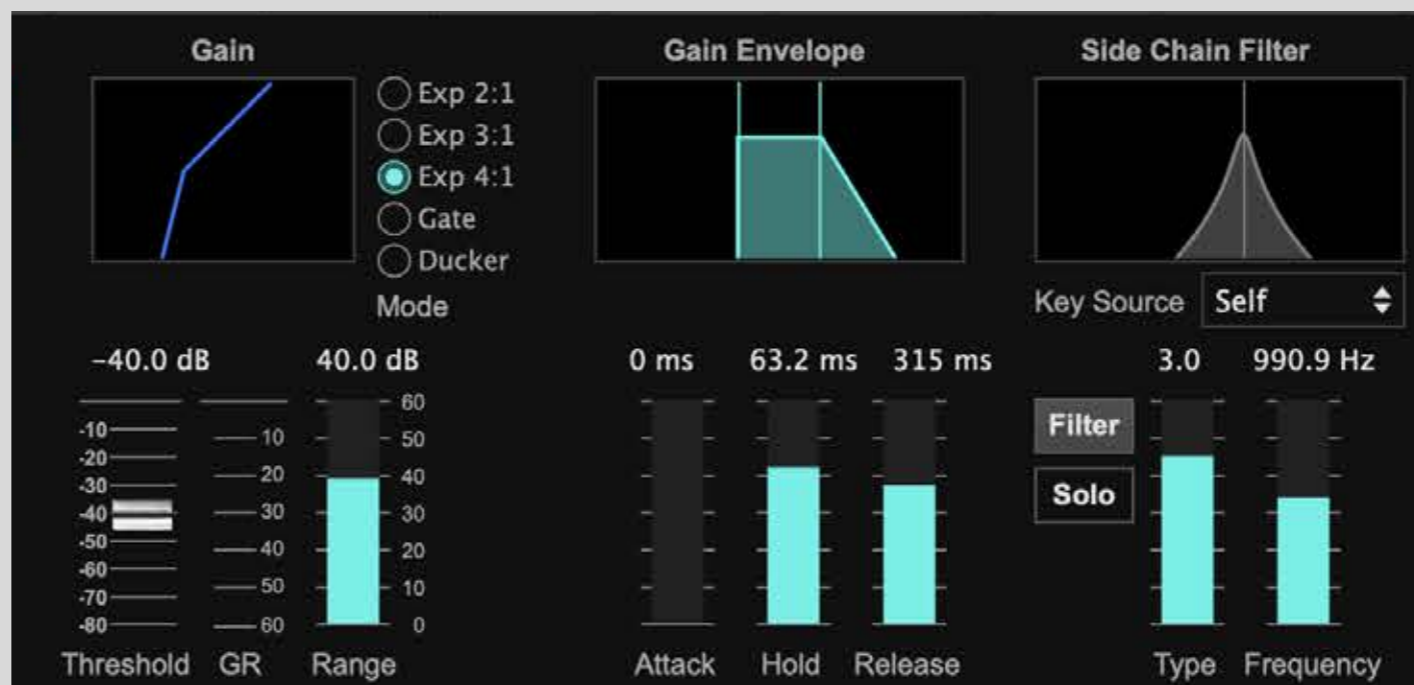 Gain
Exp 2:1
Exp 3:1
Exp 4:1
Gate
Ducker
Mode
−40.0 dB
40.0 dB
-10
-20
-30
-40
-50
-60
-70
-80
10
20
30
40
50
60
60
50
40
30
20
10
0
Threshold
GR
Range
Gain Envelope
0 ms
63.2 ms
315 ms
Attack
Hold
Release
Side Chain Filter
Key Source
Self
3.0
990.9 Hz
Filter
Solo
Type
Frequency